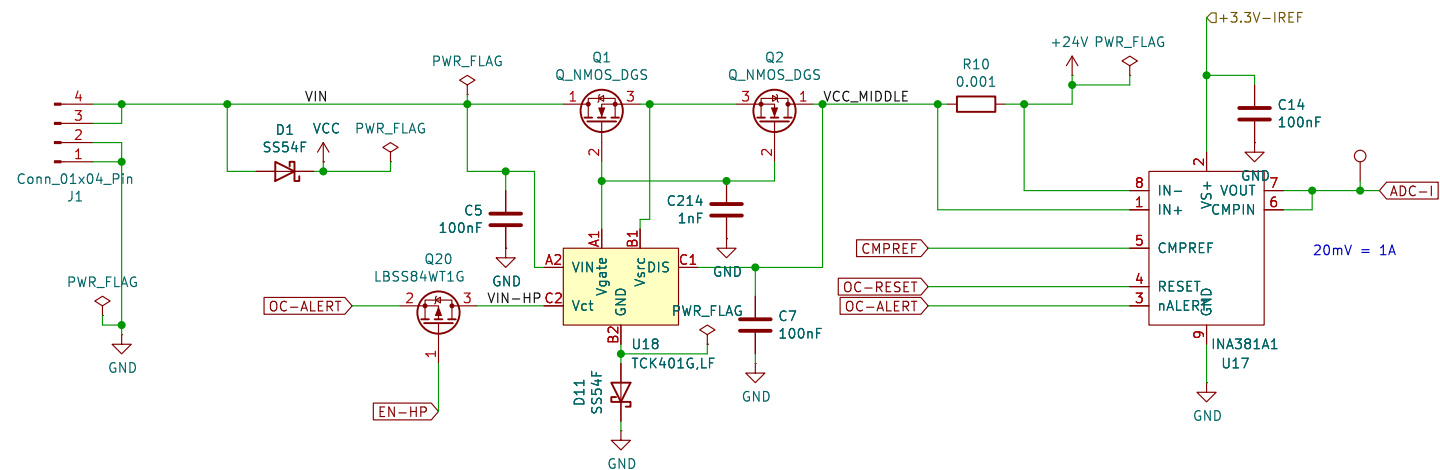 +3.3V-IREF
Q1
Q_NMOS_DGS
Q2
Q_NMOS_DGS
PWR_FLAG
+24V PWR_FLAG
R10
0.001
4
3
2
1
VIN
1
3
3
1
VCC_MIDDLE
2
2
C14
100nF
GND
D1
SS54F
VCC
PWR_FLAG
Conn_01x04_Pin
J1
2
VS+
8
IN-
1
IN+
VOUT
7
CMPIN
6
ADC-I
C5
100nF
GND
C214
1nF
GND
A1
B1
CMPREF
5
CMPREF
20mV = 1A
Q20
LBSS84WT1G
A2
VIN
Vgate
Vsrc
DIS
C1
PWR_FLAG
OC-ALERT
2
3
VIN-HP
C2
Vct
GND
B2
PWR_FLAG
C7
100nF
GND
OC-RESET
4
RESET
OC-ALERT
3
nALERT
GND
9
INA381A1
U17
GND
1
U18
TCK401G,LF
GND
D11
SS54F
EN-HP
GND